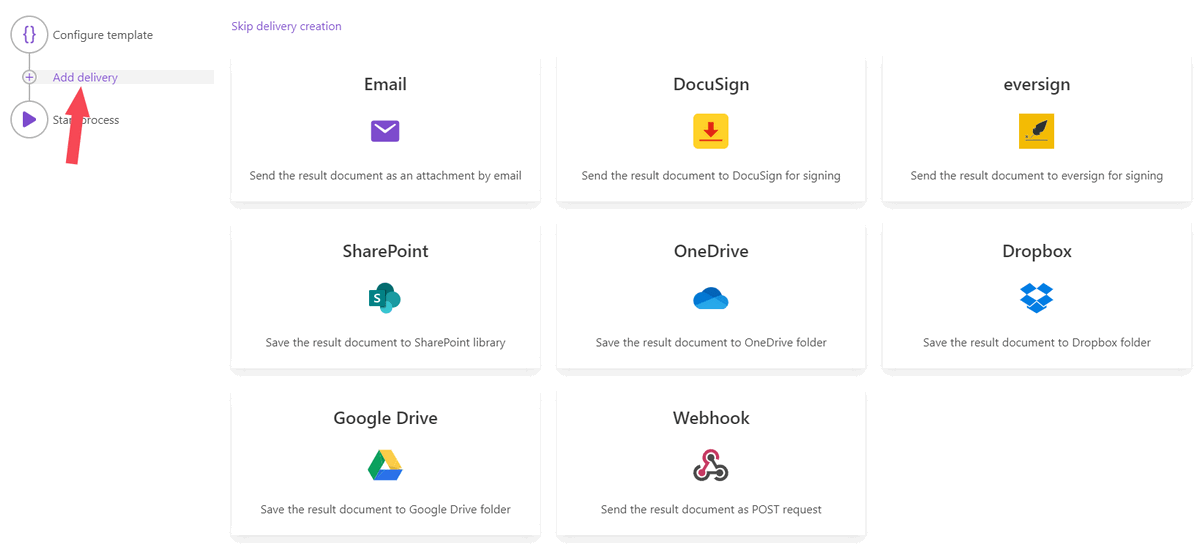 {}
Configure template
Add delivery
Start process
Skip delivery creation
Email
Send the result document as an attachment by email
DocuSign
Send the result document to DocuSign for signing
eversign
Send the result document to eversign for signing
SharePoint
S
Save the result document to SharePoint library
OneDrive
Save the result document to OneDrive folder
Dropbox
Save the result document to Dropbox folder
Google Drive
Save the result document to Google Drive folder
Webhook
Send the result document as POST request